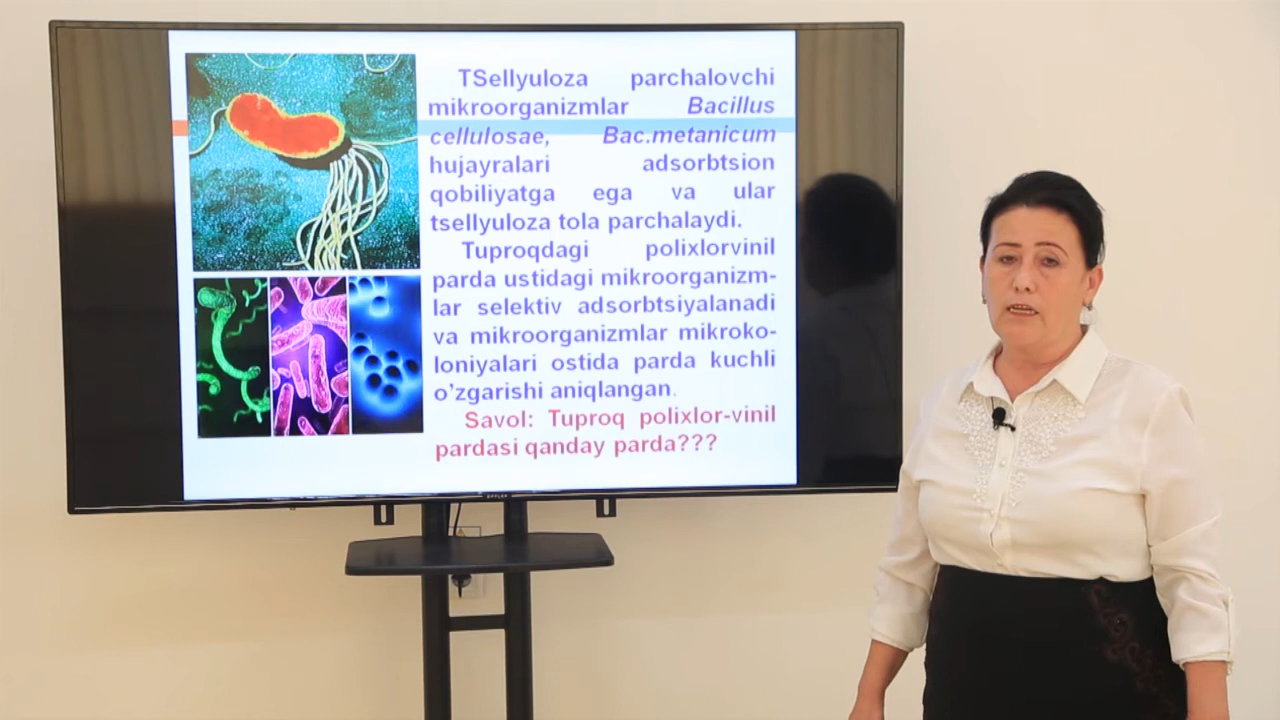 TSellyuloza parchalovchi
mikroorganizmlar Bacillus
cellulosae, Bac.metanicum
hujayralari adsorbtsion
qobiliyatga ega va ular
tsellyuloza tola parchalaydi.
Tuproqdagi polixlorvinil
parda ustidagi mikroorganizm-
lar selektiv adsorbtsiyalanadi
va mikroorganizmlar mikroko-
loniyalari ostida parda kuchli
o’zgarishi aniqlangan.
Savol: Tuproq polixlor-vinil
pardasi qanday parda???